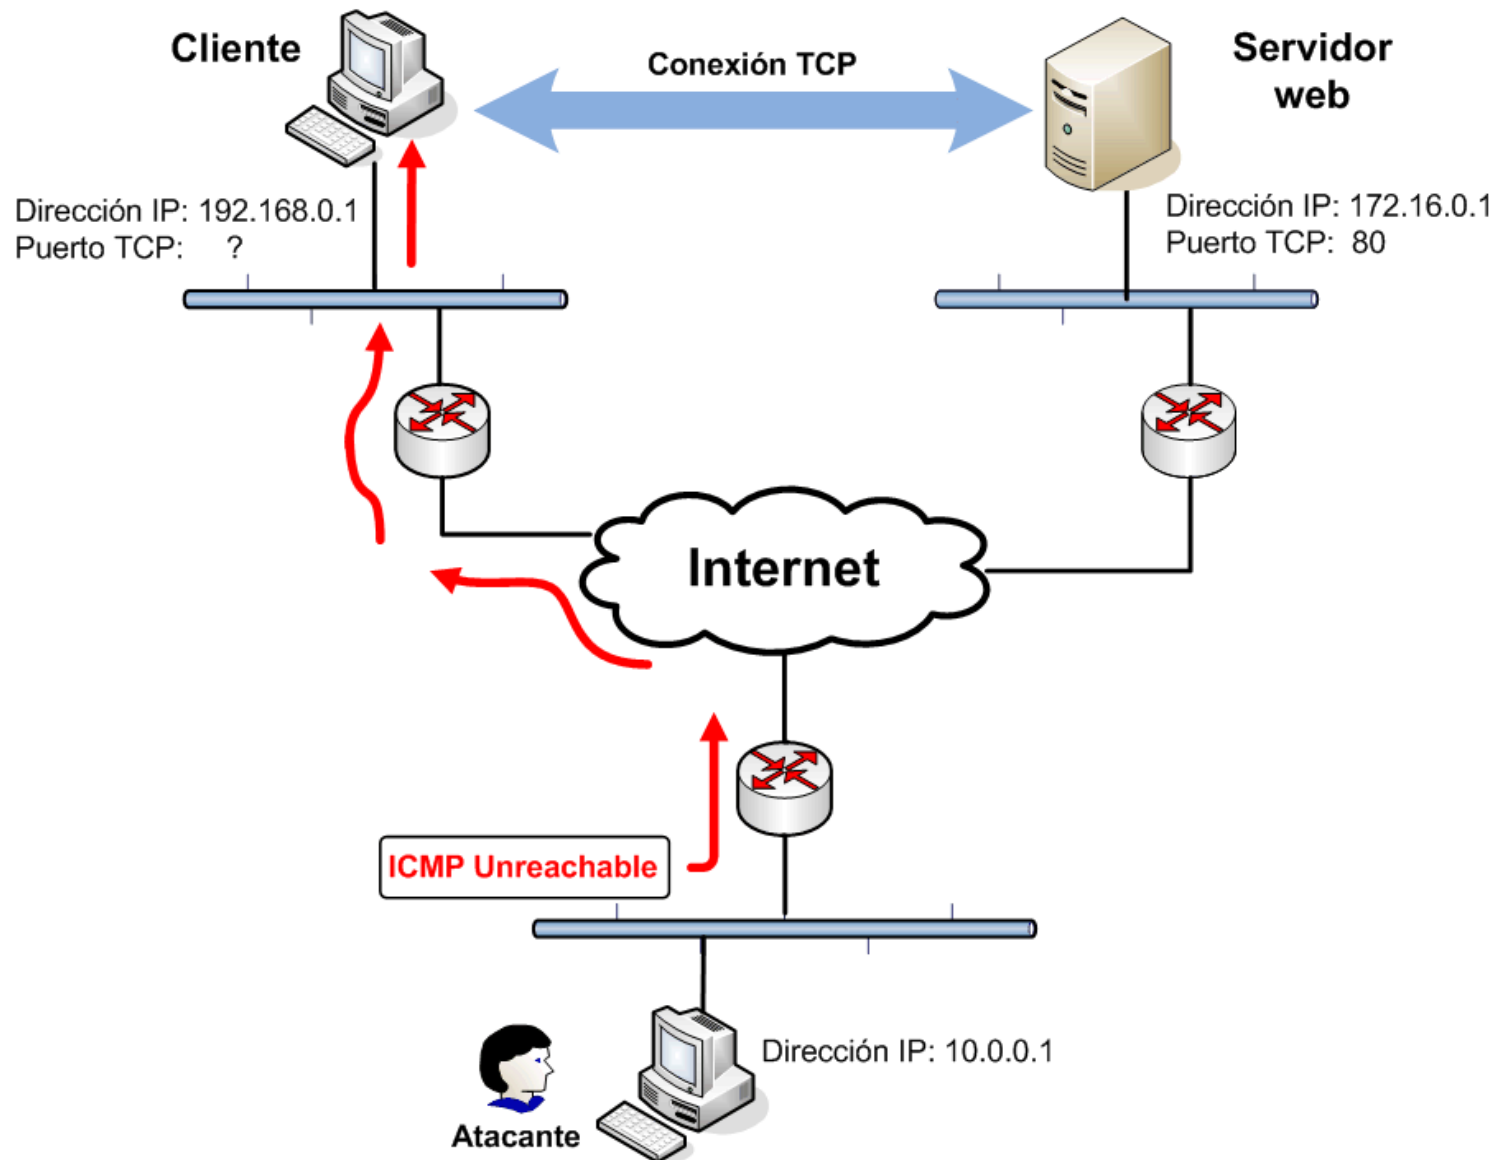 Cliente
Conexión TCP
Servidor
web
Dirección IP: 192.168.0.1
Puerto TCP: ?
Dirección IP: 172.16.0.1
Puerto TCP: 80
Internet
ICMP Unreachable
Dirección IP: 10.0.0.1
Atacante